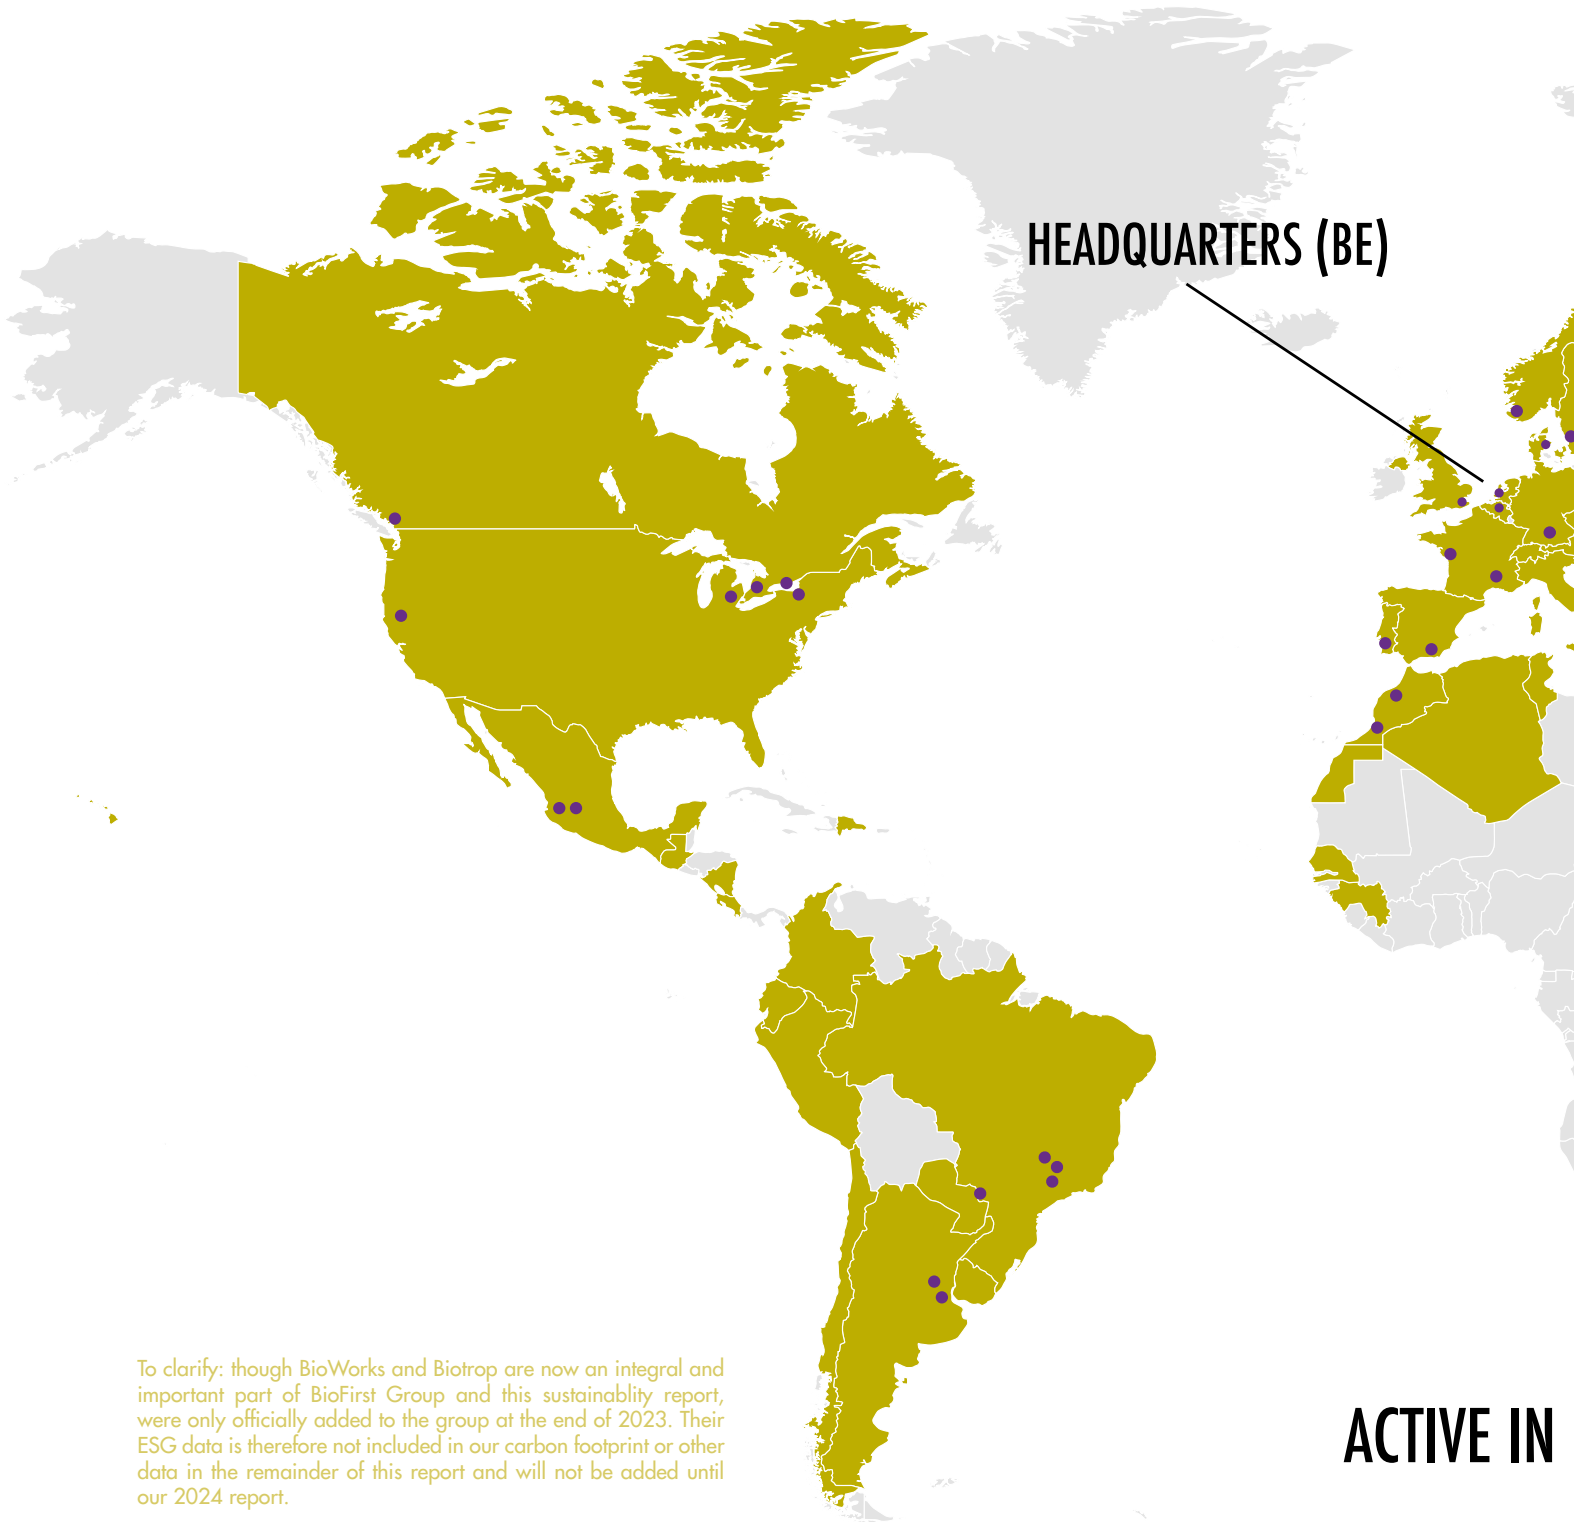 HEADQUARTERS (BE)
To clarify: though BioWorks and Biotrop are now an integral and
important part of BioFirst Group and this sustainablity report,
were only officially added to the group at the end of 2023. Their
ESG data is therefore not included in our carbon footprint or other
data in the remainder of this report and will not be added until
our 2024 report.
ACTIVE IN